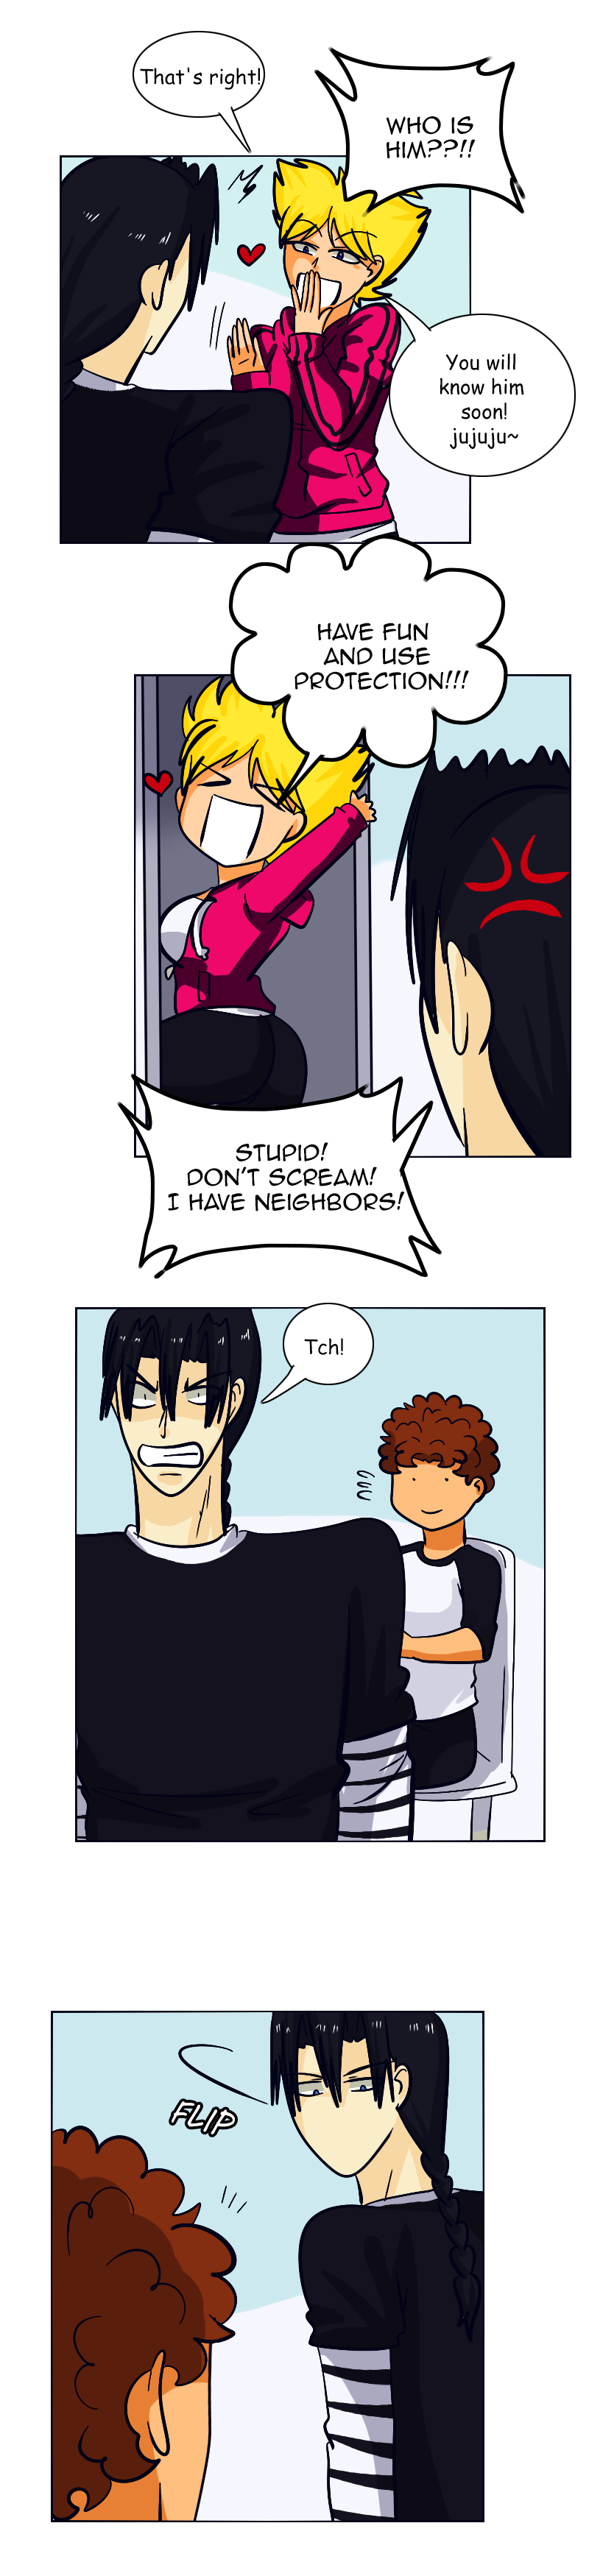 That's right!
WHO IS
HIM??!!
You will
know him
soon!
jujuju~
HAVE FUN
AND USE
PROTECTION!!!
STUPID!
DON'T SCREAM!
I HAVE NEIGHBORS!
Tch!
FLIP